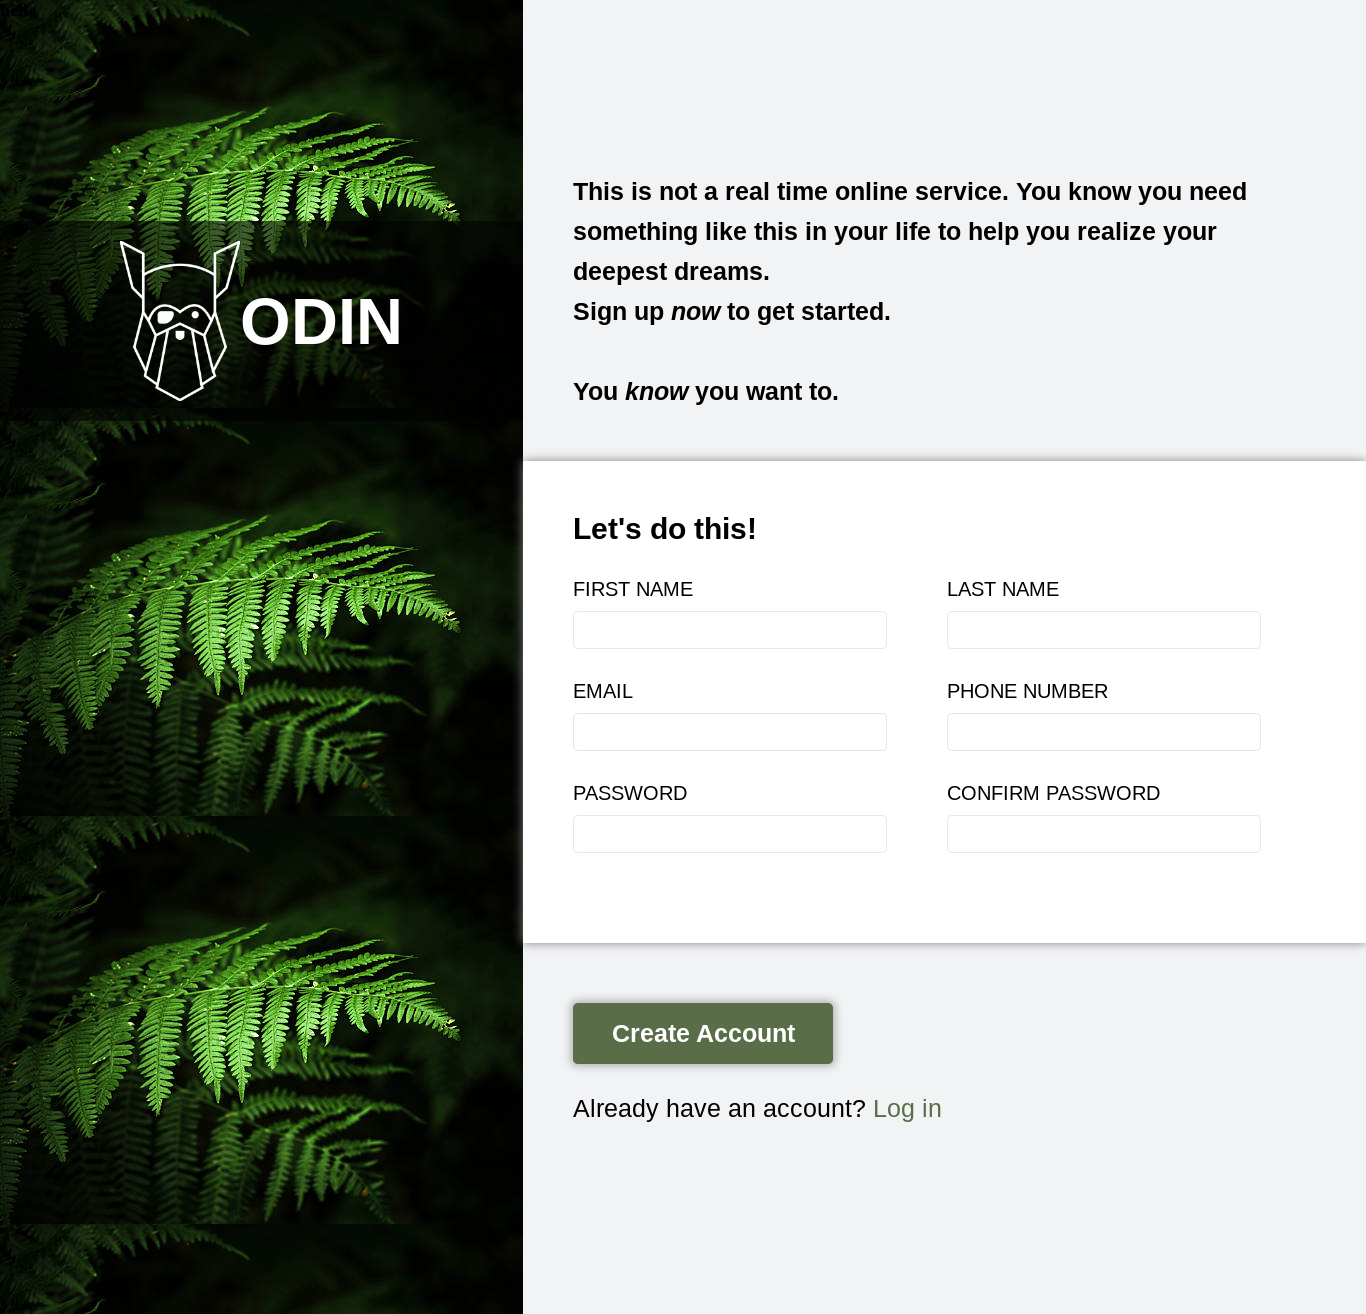 hello
ODIN
This is not a real time online service. You know you need
something like this in your life to help you realize your
deepest dreams.
Sign up now to get started.
You know you want to.
Let's do this!
FIRST NAME
LAST NAME
EMAIL
PHONE NUMBER
PASSWORD
CONFIRM PASSWORD
Create Account
Already have an account? Log in